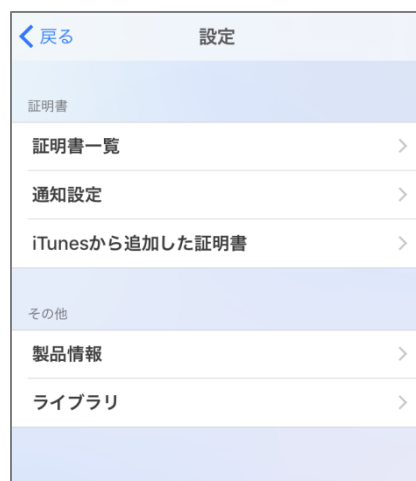 戻る 設定
証明書
証明書一覧
通知設定
iTunesから追加した証明書
その他
製品情報
ライブラリ